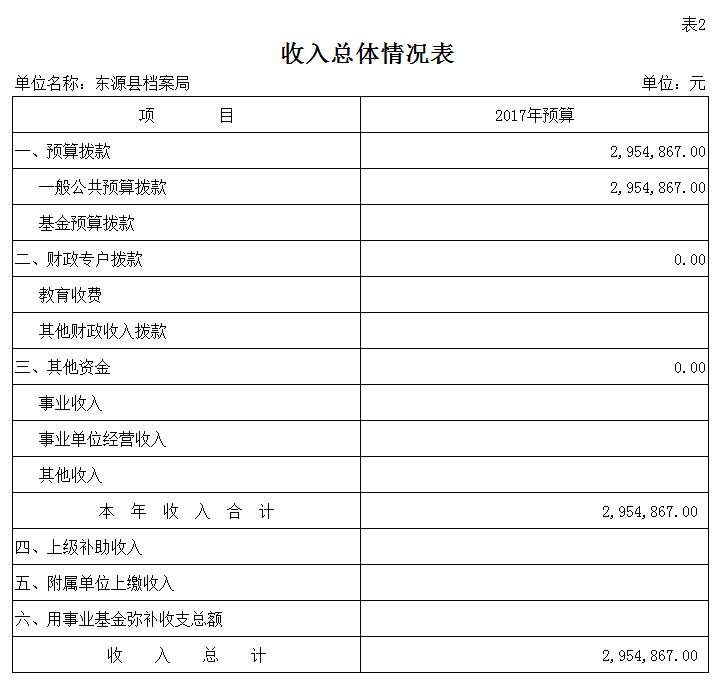 表2
收入总体情况表
单位名称：东源县档案局 单位：元
项 目 2017年预算
一、预算拨款 2,954,867.00
一般公共预算拨款 2,954,867.00
基金预算拨款
二、财政专户拨款 0.00
教育收费
其他财政收入拨款
三、其他资金 0.00
事业收入
事业单位经营收入
其他收入
本 年 收 入 合 计 2,954,867.00
四、上级补助收入
五、附属单位上缴收入
六、用事业基金弥补收支总额
收 入 总 计 2,954,867.00